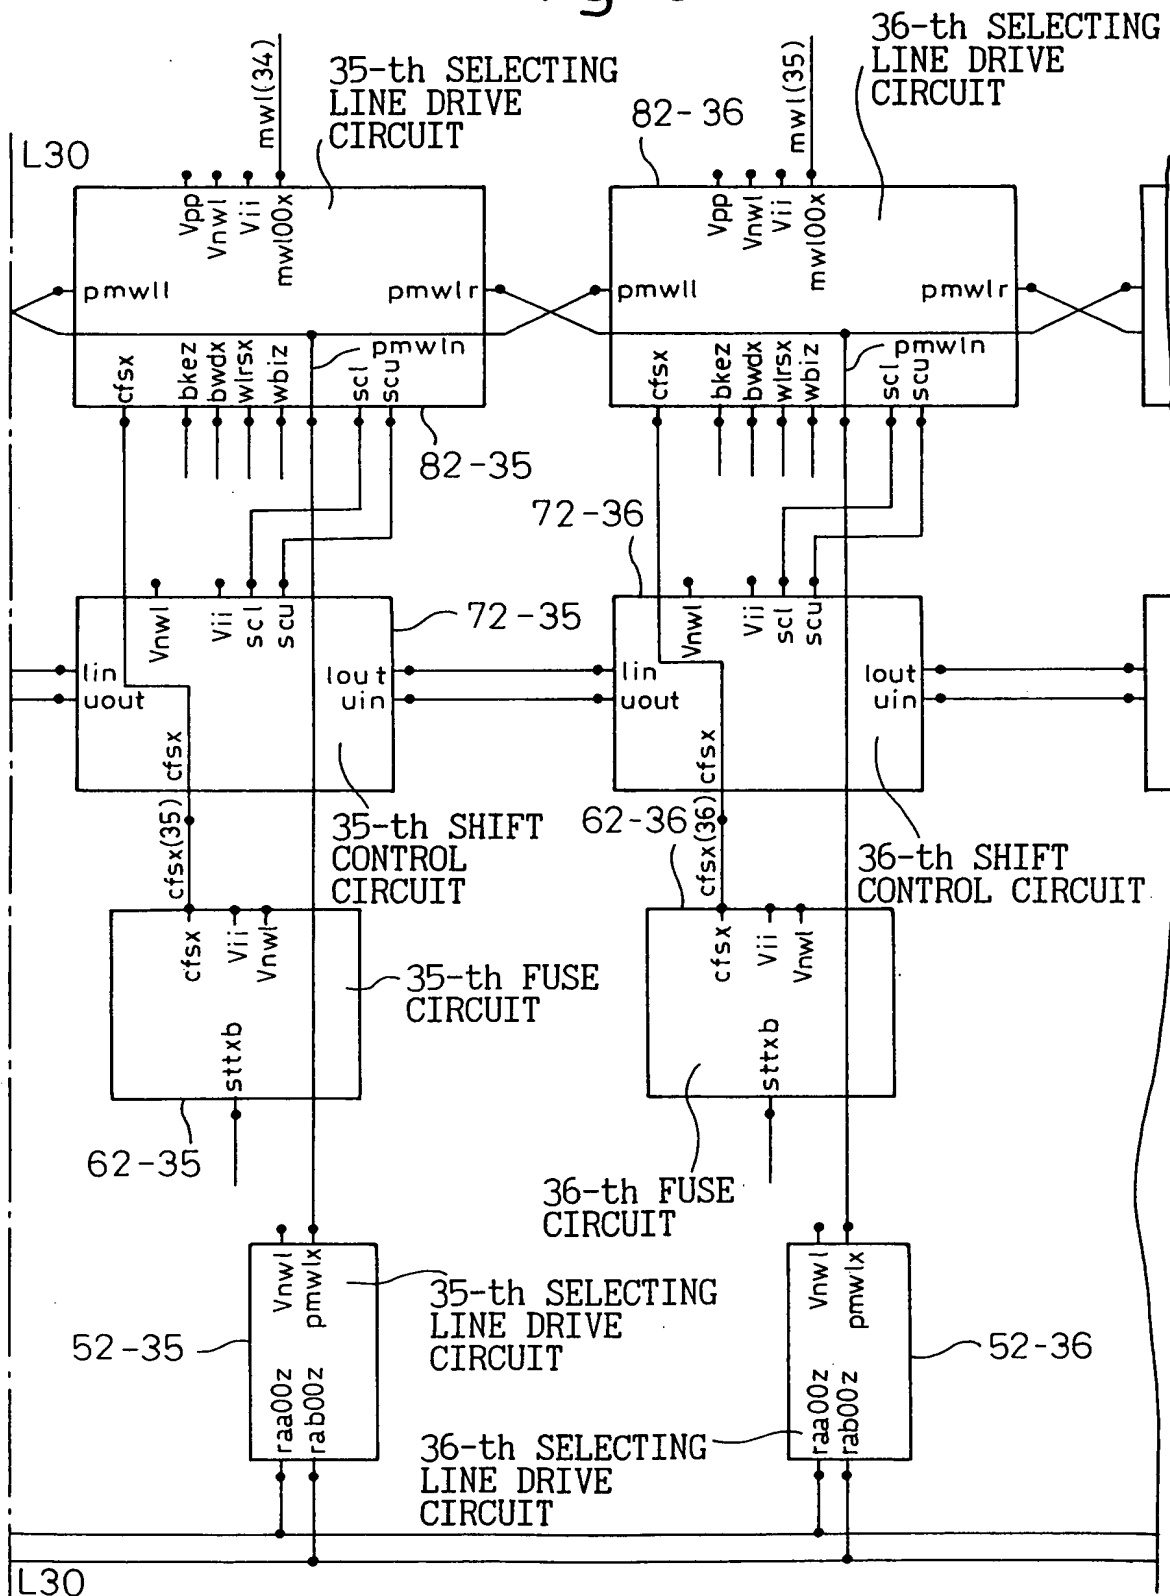 36-th SELECTING
LINE DRIVE
CIRCUIT
35-th SELECTING
LINE DRIVE
CIRCUIT
mwl(34)
mwl(35)
82-36
L30
Vpp
Vnwl
Vii
mwl00x
pmwll
pmwlr
pmwln
cfsx
bkez
bwdx
wlrsx
wbiz
scl
scu
Vpp
Vnwl
Vii
mwl00x
pmwll
pmwlr
pmwln
cfsx
bkez
bwdx
wlrsx
wbiz
scl
scu
82-35
72-36
Vnwl
Vii
scl
scu
72-35
lin
uout
lout
uin
cfsx
Vnwl
Vii
scl
scu
lin
uout
lout
uin
cfsx
cfsx(35)
35-th SHIFT
CONTROL
CIRCUIT
62-36
cfsx(36)
36-th SHIFT
CONTROL CIRCUIT
cfsx
Vii
Vnwl
sttxb
35-th FUSE
CIRCUIT
cfsx
Vii
Vnwl
sttxb
62-35
36-th FUSE
CIRCUIT
Vnwl
pmwlx
raa00z
rab00z
52-35
35-th SELECTING
LINE DRIVE
CIRCUIT
Vnwl
pmwlx
raa00z
rab00z
52-36
36-th SELECTING
LINE DRIVE
CIRCUIT
L30